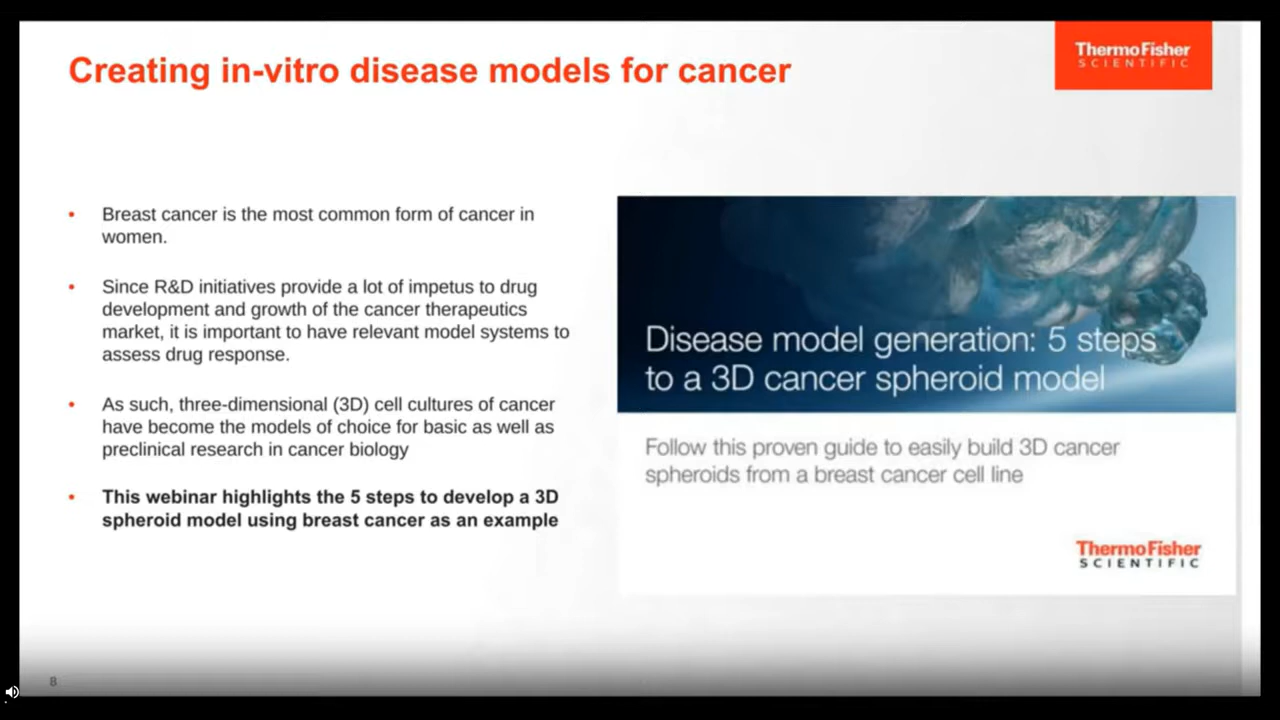 Creating in-vitro disease models for cancer
ThermoFisher
SCIENTIFIC
• Breast cancer is the most common form of cancer in
women.
• Since R&D initiatives provide a lot of impetus to drug
development and growth of the cancer therapeutics
market, it is important to have relevant model systems to
assess drug response.
• As such, three-dimensional (3D) cell cultures of cancer
have become the models of choice for basic as well as
preclinical research in cancer biology
• This webinar highlights the 5 steps to develop a 3D
spheroid model using breast cancer as an example
Disease model generation: 5 steps
to a 3D cancer spheroid model
Follow this proven guide to easily build 3D cancer
spheroids from a breast cancer cell line
ThermoFisher
SCIENTIFIC
8